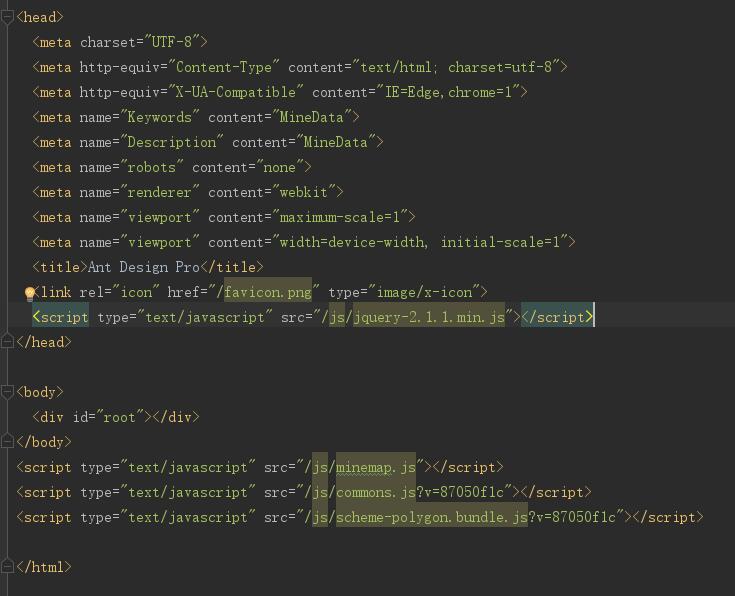 <head>
<meta charset="UTF-8">
<meta http-equiv="Content-Type" content="text/html; charset=utf-8">
<meta http-equiv="X-UA-Compatible" content="IE=Edge,chrome=1">
<meta name="Keywords" content="MineData">
<meta name="Description" content="MineData">
<meta name="robots" content="none">
<meta name="renderer" content="webkit">
<meta name="viewport" content="maximum-scale=1">
<meta name="viewport" content="width=device-width, initial-scale=1">
<title>Ant Design Pro</title>
<link rel="icon" href="/favicon.png" type="image/x-icon">
<script type="text/javascript" src="/js/jquery-2.1.1.min.js"></script>
</head>
<body>
<div id="root"></div>
</body>
<script type="text/javascript" src="/js/minemap.js"></script>
<script type="text/javascript" src="/js/commons.js?v=87050f1c"></script>
<script type="text/javascript" src="/js/scheme-polygon.bundle.js?v=87050f1c"></script>
</html>